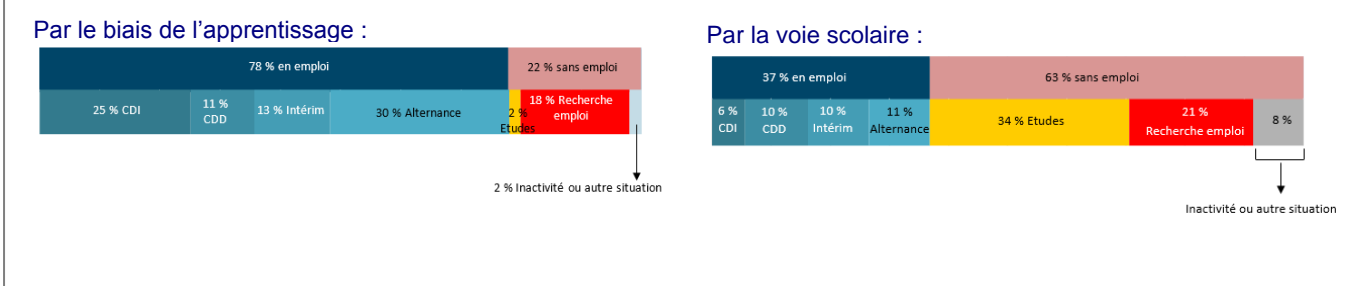 Par le biais de l'apprentissage :
78 % en emploi
22 % sans emploi
25 % CDI
11 %
CDD
13 % Intérim
30 % Alternance
2 %
Etudes
18 % Recherche
emploi
2 % Inactivité ou autre situation
Par la voie scolaire :
37 % en emploi
63 % sans emploi
6 %
CDI
10 %
CDD
10 %
Intérim
11 %
Alternance
34 % Etudes
21 %
Recherche emploi
8 %
Inactivité ou autre situation